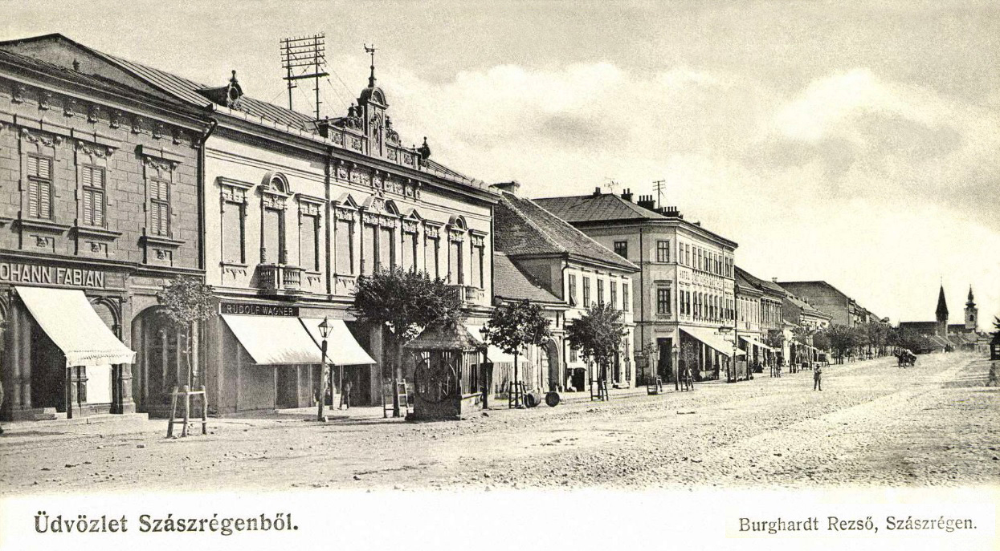 OHANN FABIAN
RUDOLF WAGNER
Üdvözlet Szászrégenből.
Burghardt Rezső, Szászrégen.